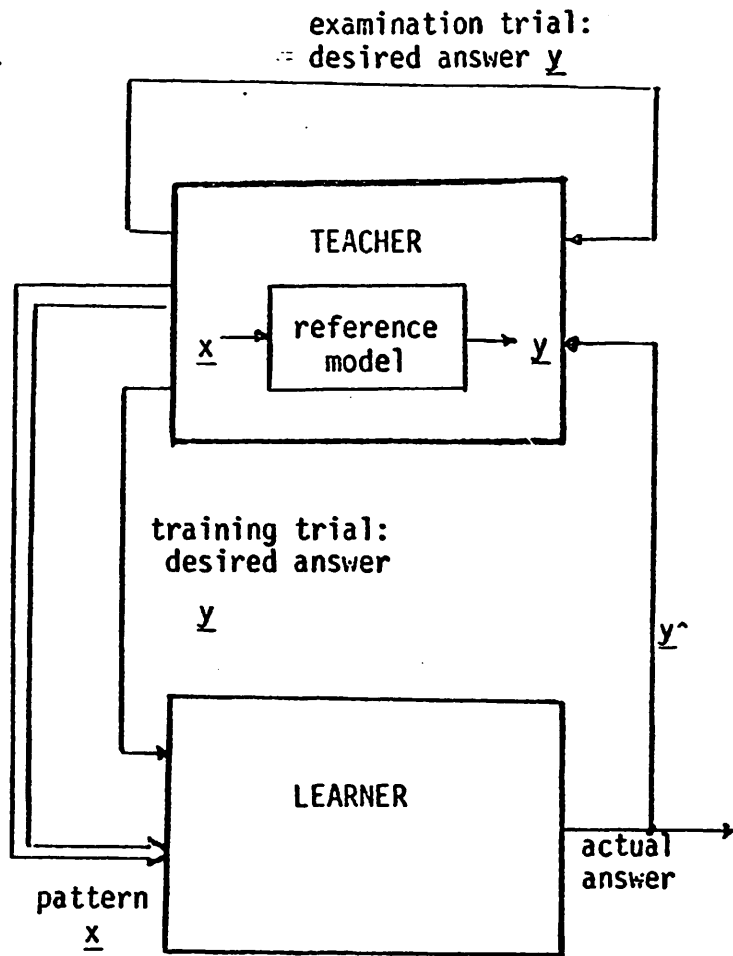 examination trial:
desired answer y
TEACHER
x
reference
model
y
training trial:
desired answer
y
y^
LEARNER
actual
answer
pattern
x